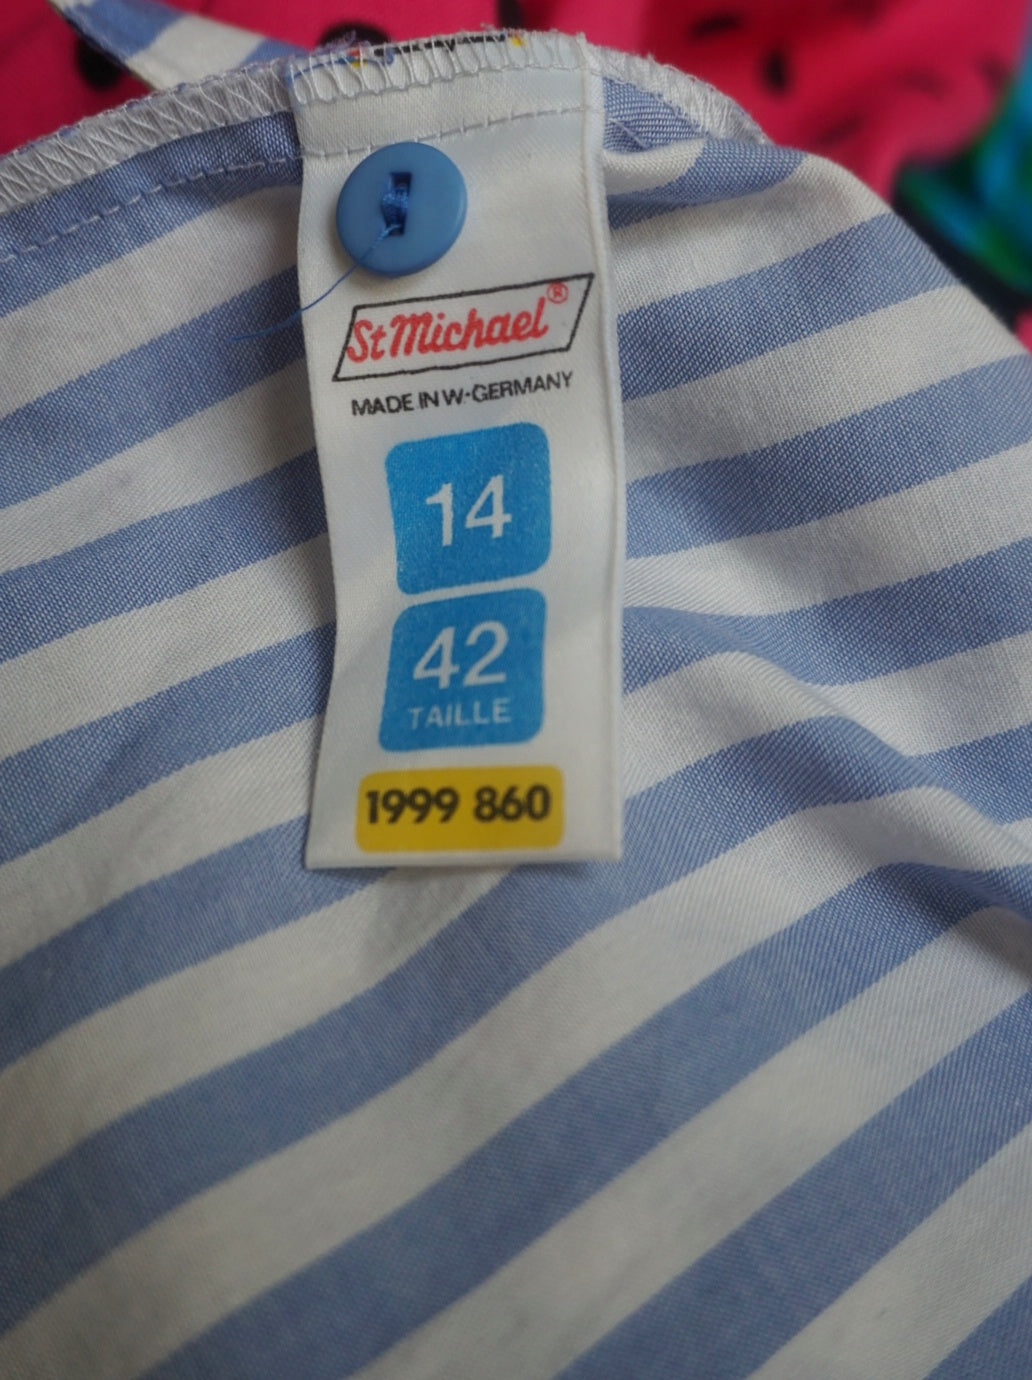 St Michael®
MADE IN W·GERMANY
14
42
TAILLE
1999 860